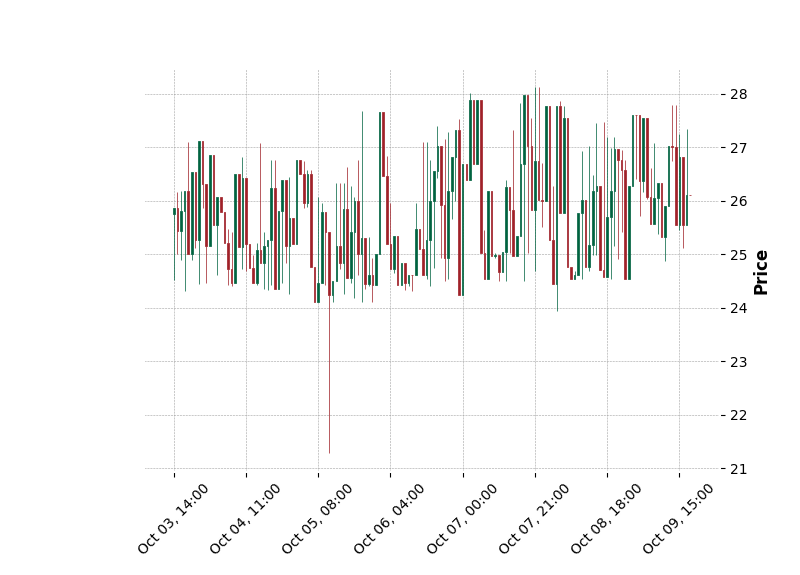 28
27
26
25
24
23
22
21
Price
Oct 03, 14:00
Oct 04, 11:00
Oct 05, 08:00
Oct 06, 04:00
Oct 07, 00:00
Oct 07, 21:00
Oct 08, 18:00
Oct 09, 15:00